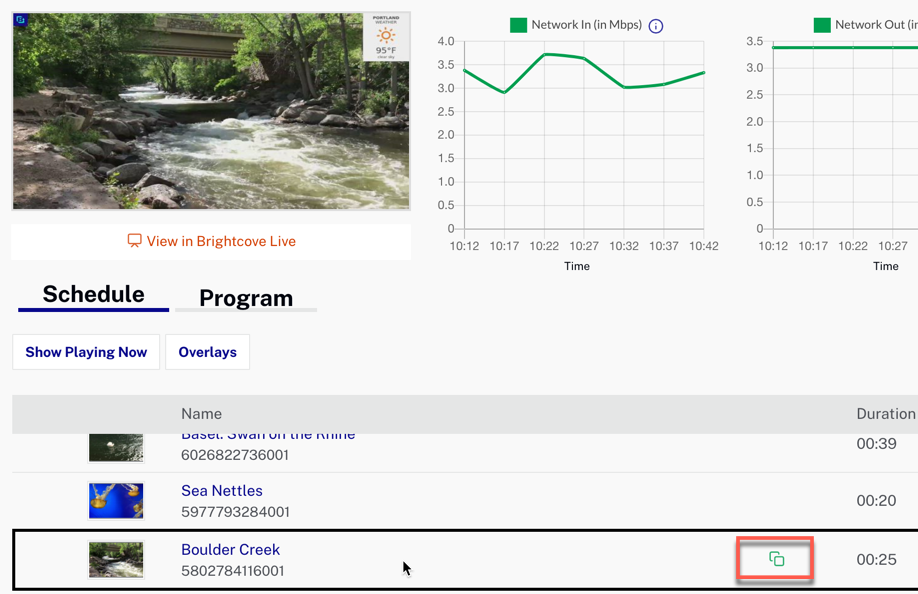 PORTLAND
WEATHER
95°F
clear sky
View in Brightcove Live
Network In (in Mbps)
4.0
3.5
3.0
2.5
2.0
1.5
1.0
0.5
0
10:12 10:17 10:22 10:27 10:32 10:37 10:42
Time
Network Out (in
3.5
3.0
2.5
2.0
1.5
1.0
0.5
0
10:12 10:17 10:22 10:27
Time
Schedule Program
Show Playing Now Overlays
Name Duration
Basel: Swan on the Rhine
6026822736001 00:39
Sea Nettles
5977793284001 00:20
Boulder Creek
5802784116001 00:25